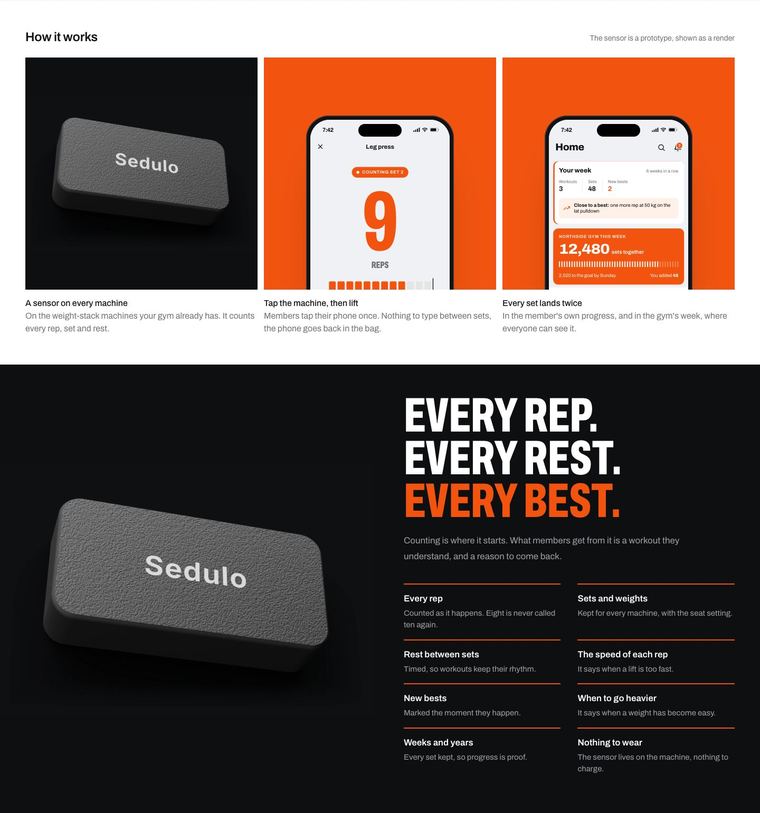 How it works
The sensor is a prototype, shown as a render
Sedulo
7:42
Leg press
COUNTING SET 2
9
REPS
7:42
Home
Your week
6 weeks in a row
Workouts
Sets
New bests
3
48
2
Close to a best: one more rep at 50 kg on the
lat pulldown
NORTHSIDE GYM THIS WEEK
12,480 sets together
2,520 to the goal by Sunday
You added 48
A sensor on every machine
On the weight-stack machines your gym already has. It counts
every rep, set and rest.
Tap the machine, then lift
Members tap their phone once. Nothing to type between sets,
the phone goes back in the bag.
Every set lands twice
In the member's own progress, and in the gym's week, where
everyone can see it.
Sedulo
EVERY REP.
EVERY REST.
EVERY BEST.
Counting is where it starts. What members get from it is a workout they
understand, and a reason to come back.
Every rep
Counted as it happens. Eight is never called
ten again.
Sets and weights
Kept for every machine, with the seat setting.
Rest between sets
Timed, so workouts keep their rhythm.
The speed of each rep
It says when a lift is too fast.
New bests
Marked the moment they happen.
When to go heavier
It says when a weight has become easy.
Weeks and years
Every set kept, so progress is proof.
Nothing to wear
The sensor lives on the machine, nothing to
charge.